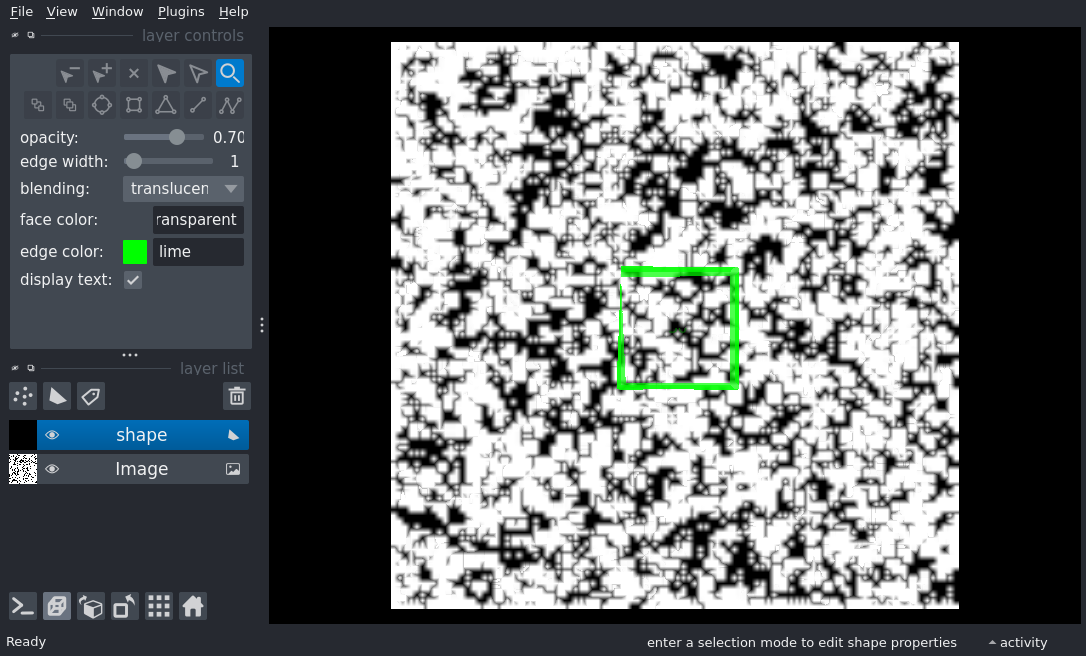 File View Window Plugins Help
layer controls
opacity: 0.70
edge width: 1
blending: translucen
face color: ransparent
edge color: lime
display text:
layer list
shape
Image
Ready
enter a selection mode to edit shape properties
activity